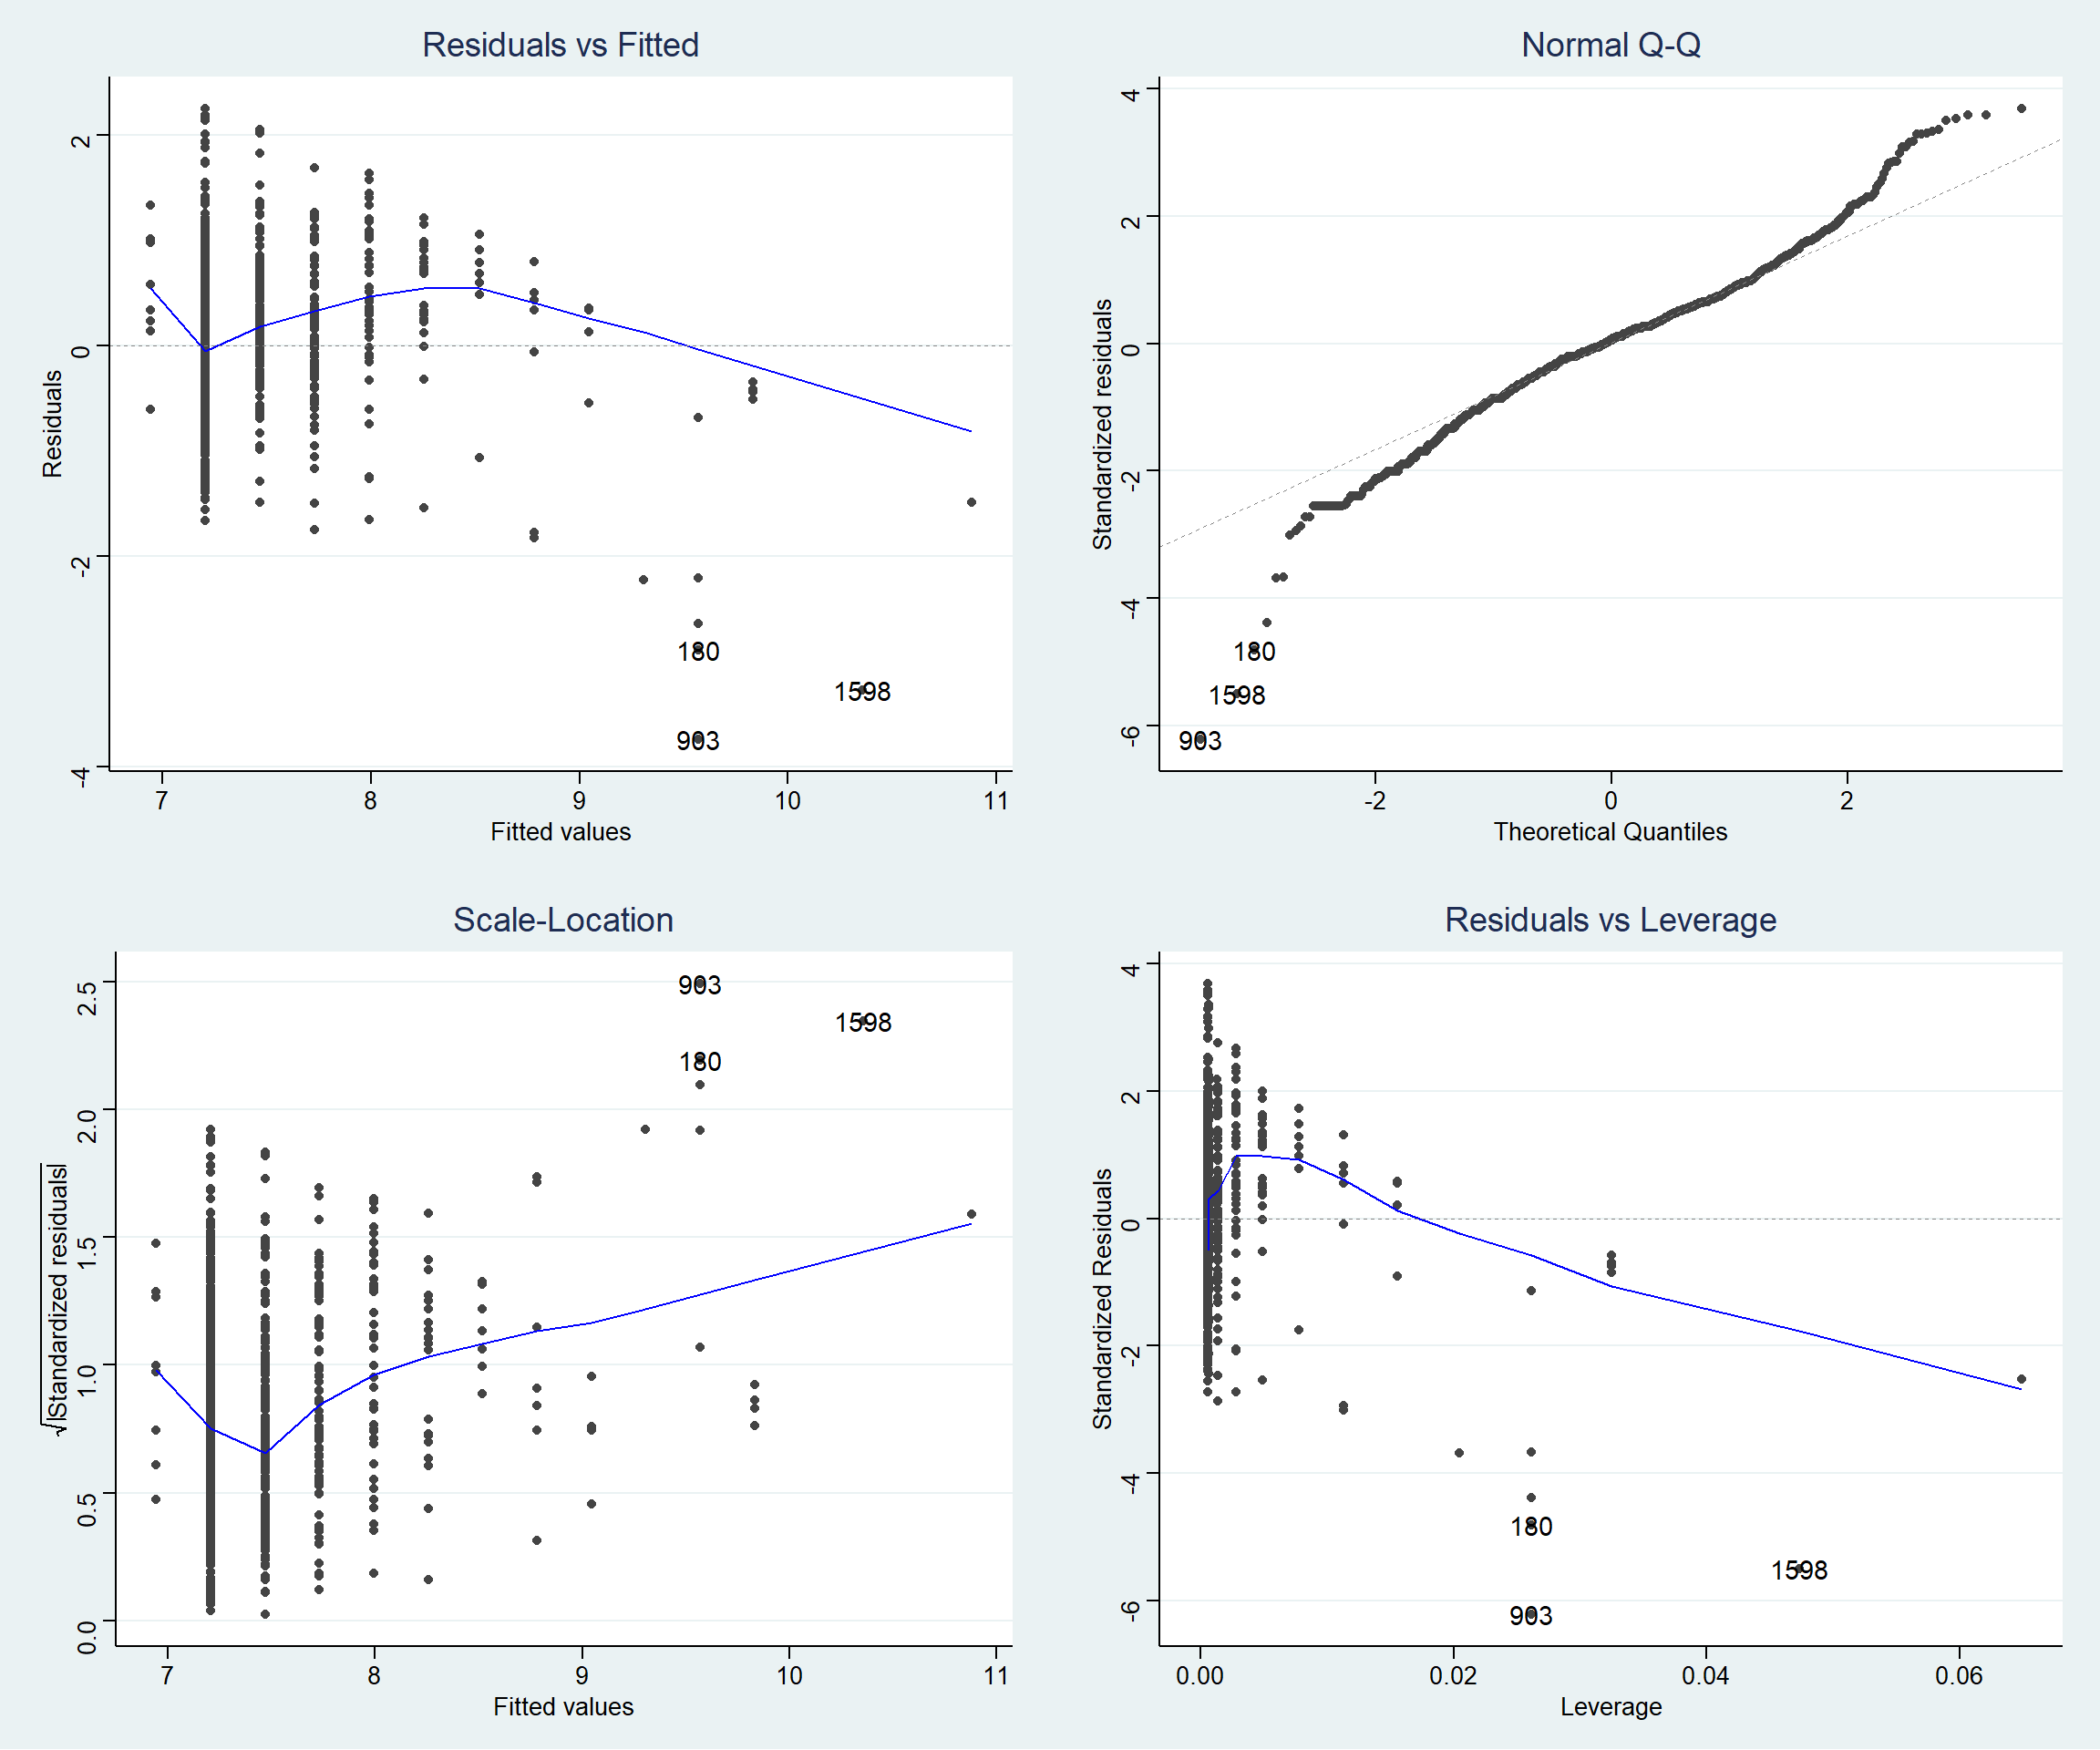 Residuals vs Fitted
Residuals
2
0
-2
-4
180
1598
903
7 8 9 10 11
Fitted values
Normal Q-Q
Standardized residuals
4
2
0
-2
-4
-6
180
1598
903
-2 0 2
Theoretical Quantiles
Scale-Location
√|Standardized residuals|
2.5
2.0
1.5
1.0
0.5
0.0
903
1598
180
7 8 9 10 11
Fitted values
Residuals vs Leverage
Standardized Residuals
4
2
0
-2
-4
-6
180
1598
903
0.00 0.02 0.04 0.06
Leverage